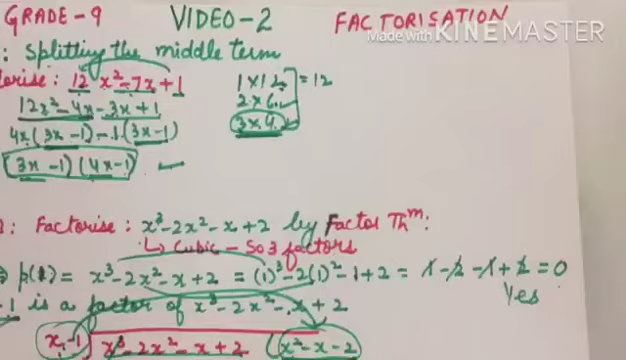 GRADE-9 VIDEO-2 FACTORISATION
Made with KINEMASTER
: Splitting the middle term
orise : 12x²-7x+1
1×12 = 12
12x²-4x-3x+1
2×6
4x(3x-1)-1(3x-1)
3×4
(3x-1)(4x-1)
: Factorise : x³-2x²-x+2 by Factor Thᵐ:
↳ Cubic - So 3 factors
p(1) = x³-2x²-x+2 = (1)³-2(1)²-1+2 = 1-2-1+2 = 0
Yes
-1 is a factor of x³-2x²-x+2
x-1 x³-2x²-x+2 (x²-x-2